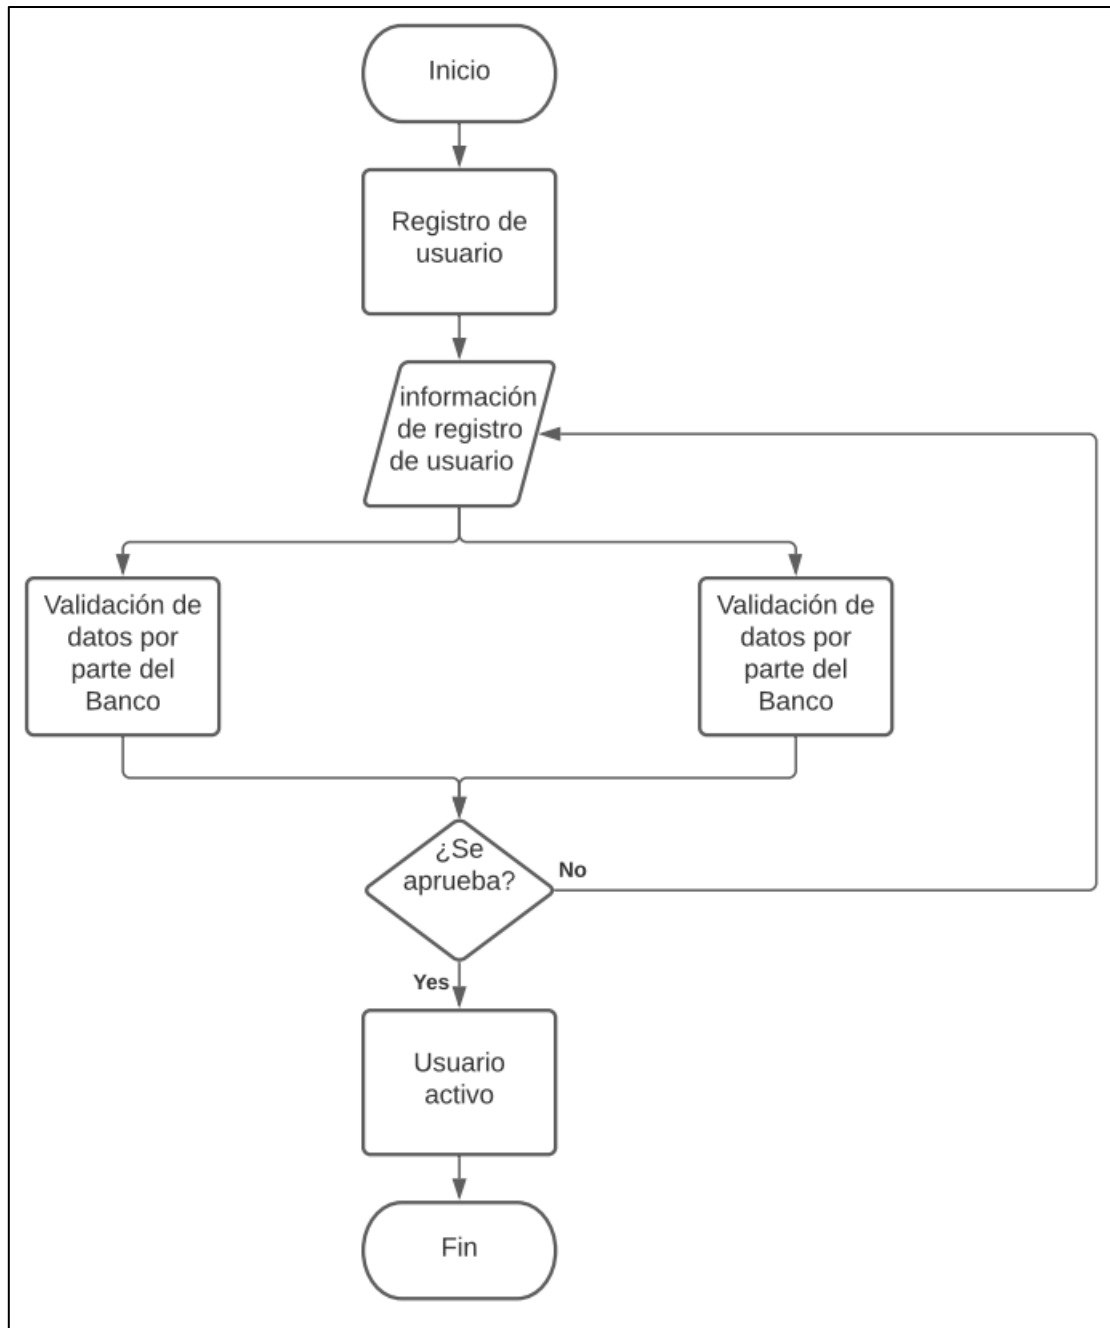 Inicio
Registro de
usuario
información
de registro
de usuario
Validación de
datos por
parte del
Banco
Validación de
datos por
parte del
Banco
¿Se
aprueba?
No
Yes
Usuario
activo
Fin